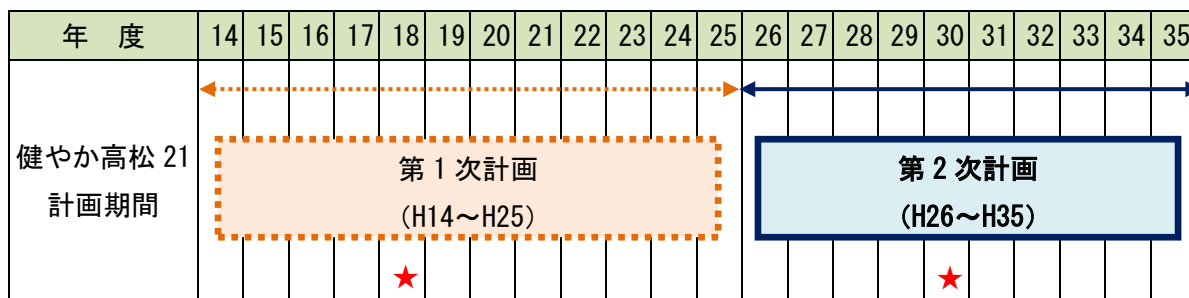 年 度 14 15 16 17 18 19 20 21 22 23 24 25 26 27 28 29 30 31 32 33 34 35
健やか高松 21
計画期間
第 1 次計画
(H14~H25)
第 2 次計画
(H26~H35)
★ ★